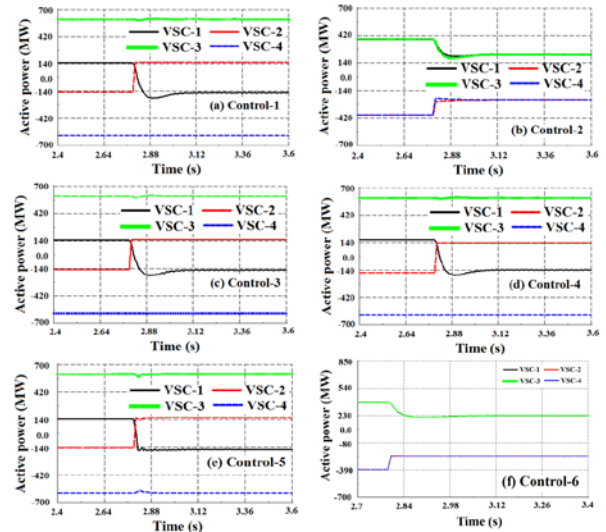 Active power (MW)
700
420
140
0.0
-140
-420
-700
VSC-1 VSC-2
VSC-3 VSC-4
(a) Control-1
2.4 2.64 2.88 3.12 3.36 3.6
Time (s)
Active power (MW)
700
420
140
0.0
-140
-420
-700
VSC-1 VSC-2
VSC-3 VSC-4
(b) Control-2
2.4 2.64 2.88 3.12 3.36 3.6
Time (s)
Active power (MW)
700
420
140
0.0
-140
-420
-700
VSC-1 VSC-2
VSC-3 VSC-4
(c) Control-3
2.4 2.64 2.88 3.12 3.36 3.6
Time (s)
Active power (MW)
700
420
140
0.0
-140
-420
-700
VSC-1 VSC-2
VSC-3 VSC-4
(d) Control-4
2.4 2.64 2.88 3.12 3.36 3.6
Time (s)
Active power (MW)
700
420
140
0.0
-140
-420
-700
VSC-1 VSC-2
VSC-3 VSC-4
(e) Control-5
2.4 2.64 2.88 3.12 3.36 3.6
Time (s)
Active power (MW)
850
540
230
-80
-399
-700
VSC-1 VSC-2
VSC-3 VSC-4
(f) Control-6
2.7 2.84 2.98 3.12 3.26 3.4
Time (s)